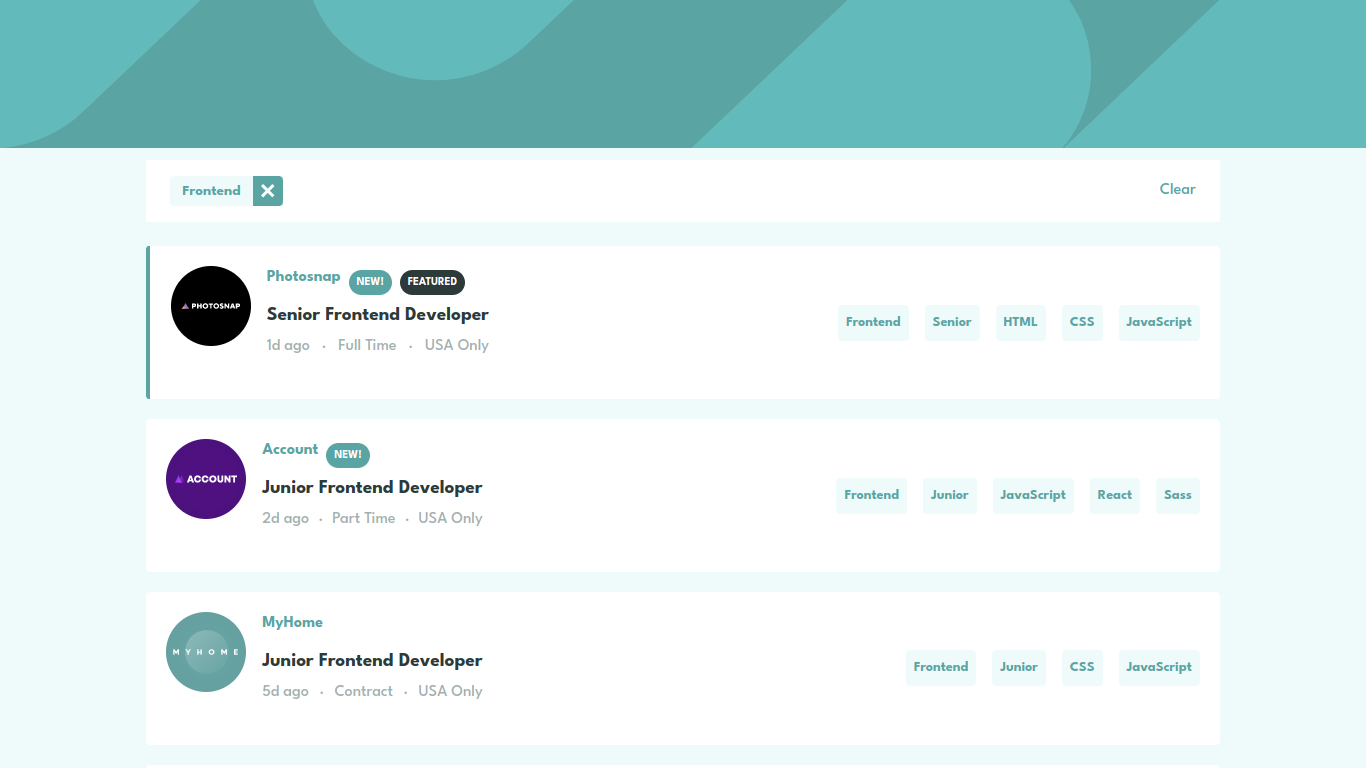 Frontend
Clear
PHOTOSNAP
Photosnap NEW! FEATURED
Senior Frontend Developer
1d ago · Full Time · USA Only
Frontend Senior HTML CSS JavaScript
ACCOUNT
Account NEW!
Junior Frontend Developer
2d ago · Part Time · USA Only
Frontend Junior JavaScript React Sass
MYHOME
MyHome
Junior Frontend Developer
5d ago · Contract · USA Only
Frontend Junior CSS JavaScript